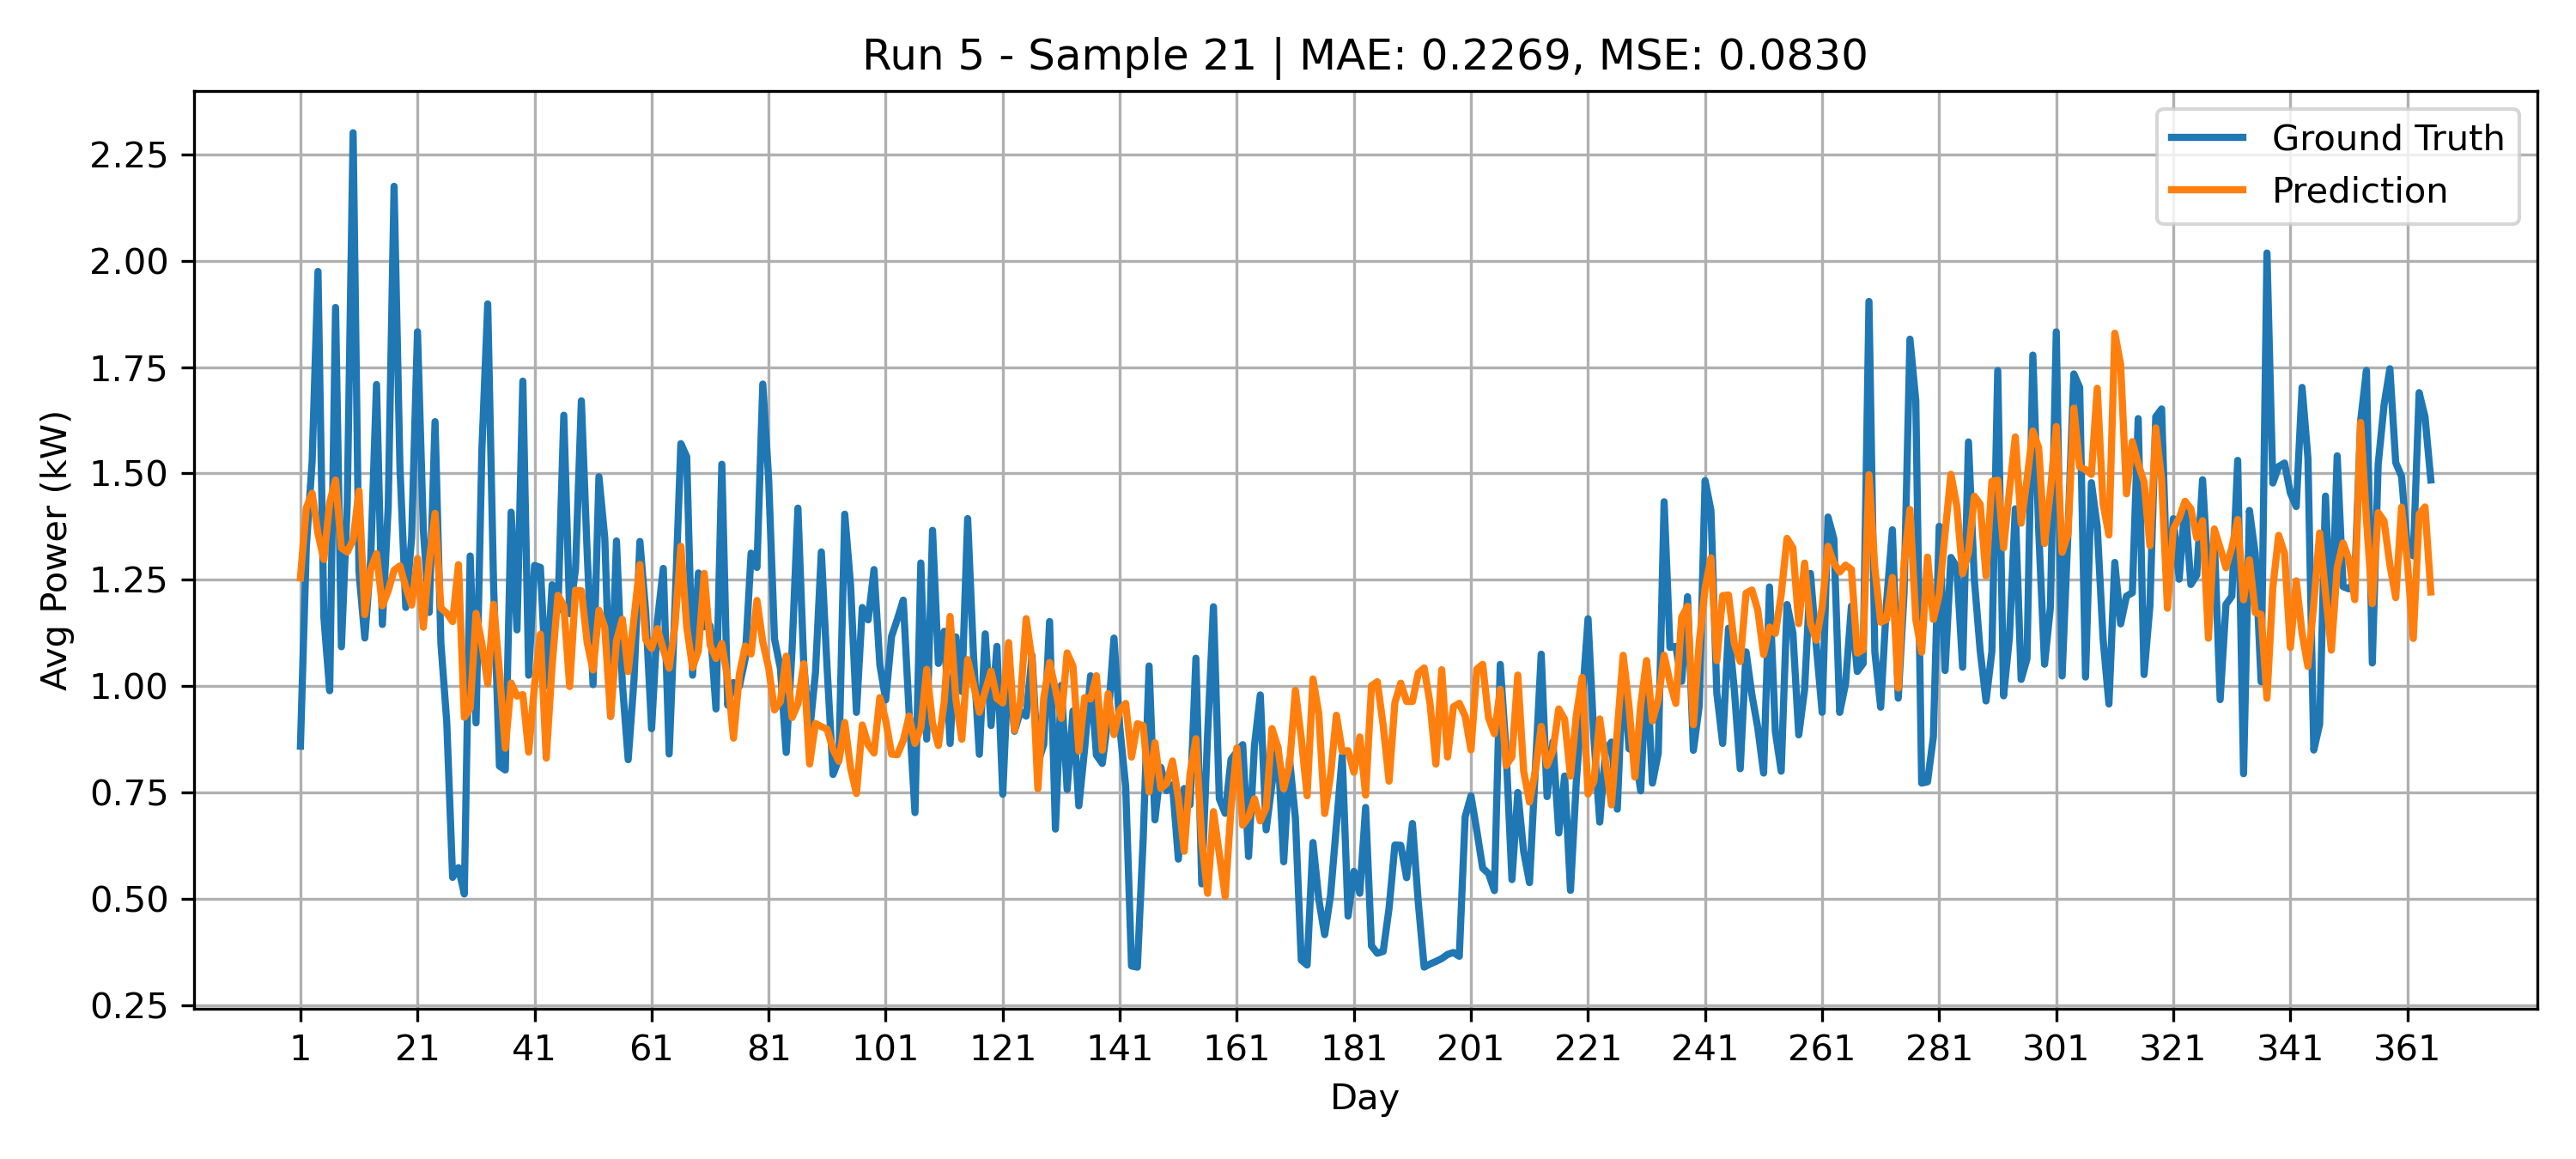 Run 5 - Sample 21 | MAE: 0.2269, MSE: 0.0830
Ground Truth
Prediction
Avg Power (kW)
2.25
2.00
1.75
1.50
1.25
1.00
0.75
0.50
0.25
1 21 41 61 81 101 121 141 161 181 201 221 241 261 281 301 321 341 361
Day